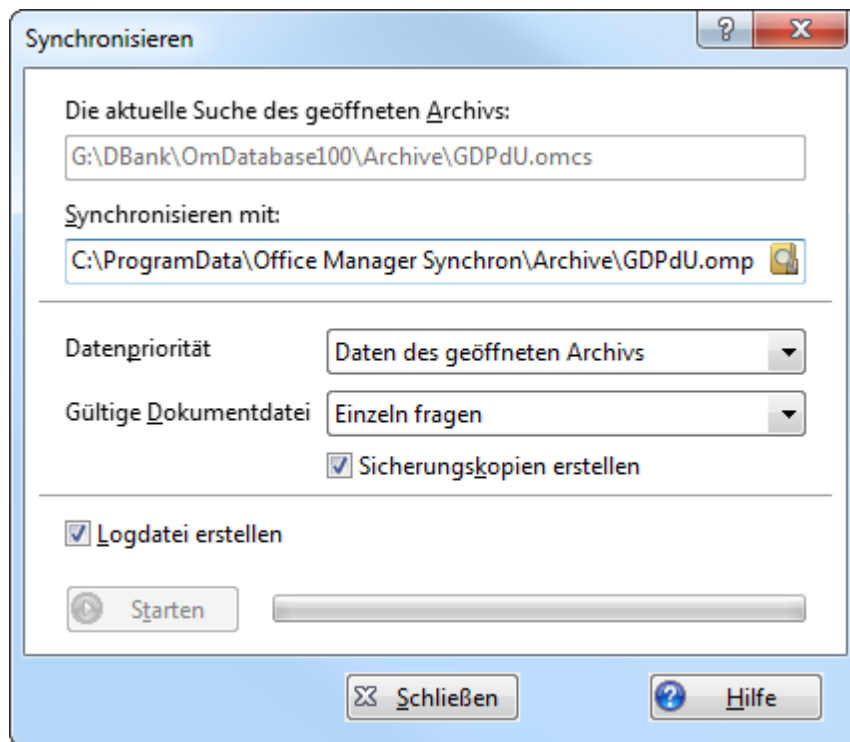 Synchronisieren
Die aktuelle Suche des geöffneten Archivs:
G:\DBank\OmDatabase100\Archive\GDPdU.omcs
Synchronisieren mit:
C:\ProgramData\Office Manager Synchron\Archive\GDPdU.omp
Datenpriorität
Daten des geöffneten Archivs
Gültige Dokumentdatei
Einzeln fragen
Sicherungskopien erstellen
Logdatei erstellen
Starten
Schließen
Hilfe